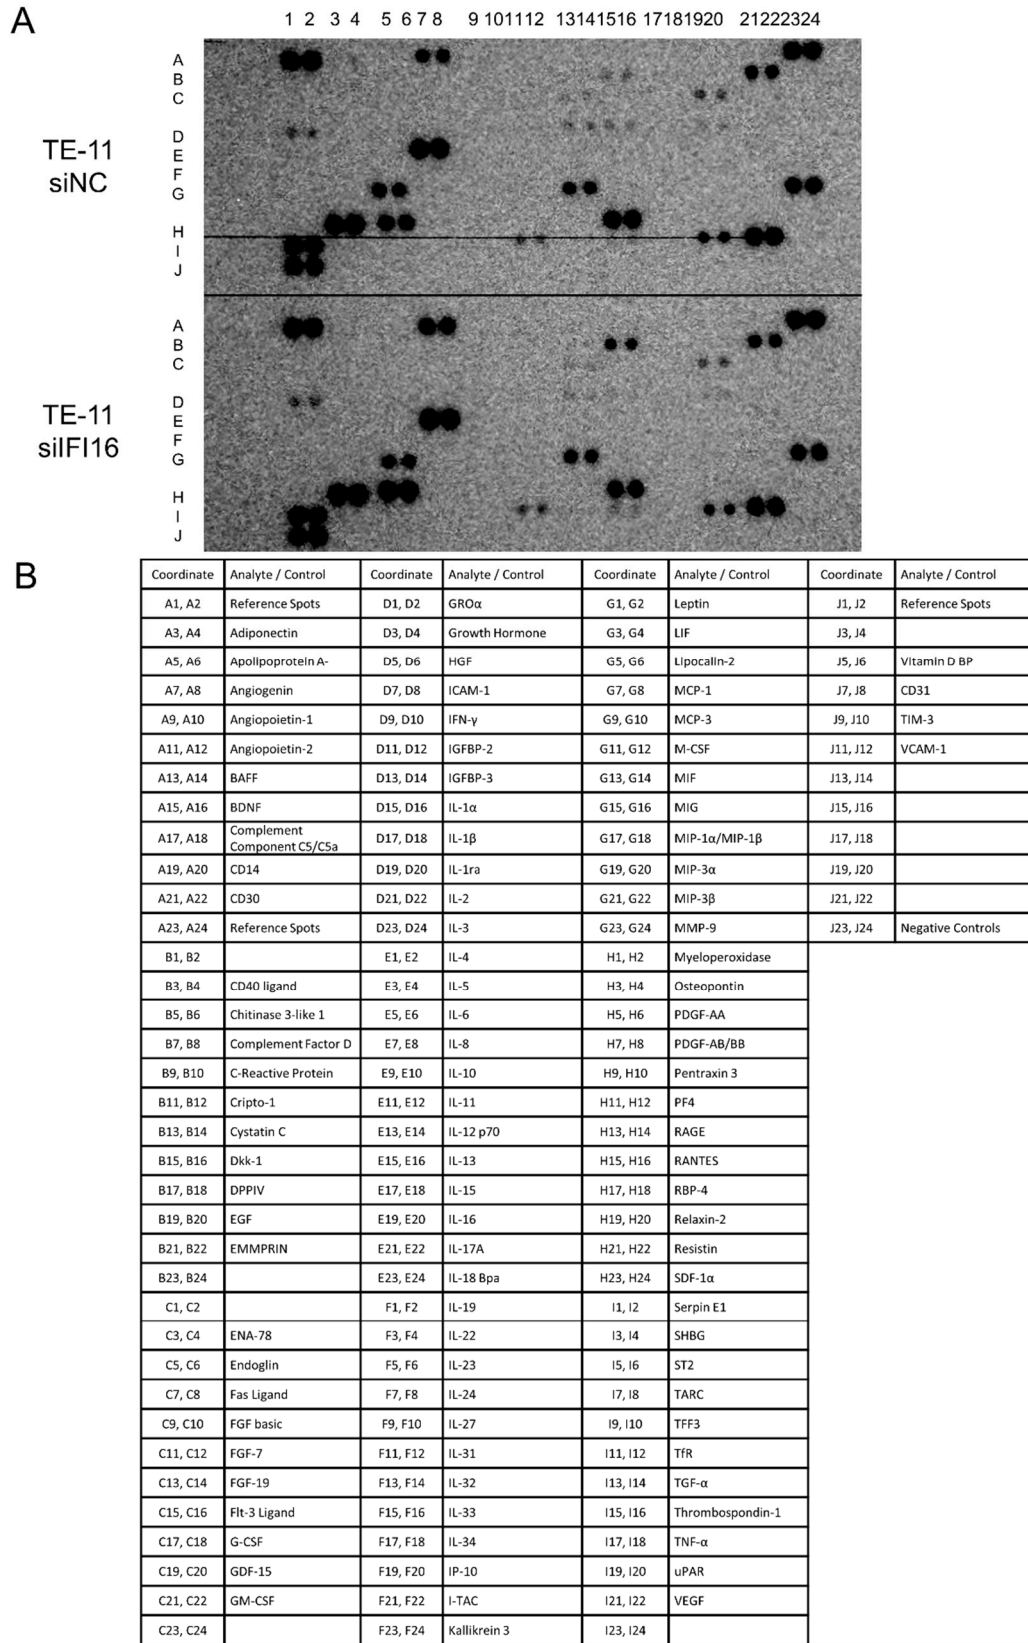 A
1 2 3 4 5 6 7 8 9 10 11 12 13 14 15 16 17 18 19 20 21 22 23 24
TE-11
siNC
A
B
C
D
E
F
G
H
I
J
TE-11
siIFI16
A
B
C
D
E
F
G
H
I
J
B
Coordinate Analyte / Control Coordinate Analyte / Control Coordinate Analyte / Control Coordinate Analyte / Control
A1, A2 Reference Spots D1, D2 GROα G1, G2 Leptin J1, J2 Reference Spots
A3, A4 Adiponectin D3, D4 Growth Hormone G3, G4 LIF J3, J4
A5, A6 Apolipoprotein A- D5, D6 HGF G5, G6 Lipocalin-2 J5, J6 Vitamin D BP
A7, A8 Angiogenin D7, D8 ICAM-1 G7, G8 MCP-1 J7, J8 CD31
A9, A10 Angiopoietin-1 D9, D10 IFN-γ G9, G10 MCP-3 J9, J10 TIM-3
A11, A12 Angiopoietin-2 D11, D12 IGFBP-2 G11, G12 M-CSF J11, J12 VCAM-1
A13, A14 BAFF D13, D14 IGFBP-3 G13, G14 MIF J13, J14
A15, A16 BDNF D15, D16 IL-1α G15, G16 MIG J15, J16
A17, A18 Complement
Component C5/C5a D17, D18 IL-1β G17, G18 MIP-1α/MIP-1β J17, J18
A19, A20 CD14 D19, D20 IL-1ra G19, G20 MIP-3α J19, J20
A21, A22 CD30 D21, D22 IL-2 G21, G22 MIP-3β J21, J22
A23, A24 Reference Spots D23, D24 IL-3 G23, G24 MMP-9 J23, J24 Negative Controls
B1, B2 E1, E2 IL-4 H1, H2 Myeloperoxidase
B3, B4 CD40 ligand E3, E4 IL-5 H3, H4 Osteopontin
B5, B6 Chitinase 3-like 1 E5, E6 IL-6 H5, H6 PDGF-AA
B7, B8 Complement Factor D E7, E8 IL-8 H7, H8 PDGF-AB/BB
B9, B10 C-Reactive Protein E9, E10 IL-10 H9, H10 Pentraxin 3
B11, B12 Cripto-1 E11, E12 IL-11 H11, H12 PF4
B13, B14 Cystatin C E13, E14 IL-12 p70 H13, H14 RAGE
B15, B16 Dkk-1 E15, E16 IL-13 H15, H16 RANTES
B17, B18 DPPIV E17, E18 IL-15 H17, H18 RBP-4
B19, B20 EGF E19, E20 IL-16 H19, H20 Relaxin-2
B21, B22 EMMPRIN E21, E22 IL-17A H21, H22 Resistin
B23, B24 E23, E24 IL-18 Bpa H23, H24 SDF-1α
C1, C2 F1, F2 IL-19 I1, I2 Serpin E1
C3, C4 ENA-78 F3, F4 IL-22 I3, I4 SHBG
C5, C6 Endoglin F5, F6 IL-23 I5, I6 ST2
C7, C8 Fas Ligand F7, F8 IL-24 I7, I8 TARC
C9, C10 FGF basic F9, F10 IL-27 I9, I10 TFF3
C11, C12 FGF-7 F11, F12 IL-31 I11, I12 TfR
C13, C14 FGF-19 F13, F14 IL-32 I13, I14 TGF-α
C15, C16 Flt-3 Ligand F15, F16 IL-33 I15, I16 Thrombospondin-1
C17, C18 G-CSF F17, F18 IL-34 I17, I18 TNF-α
C19, C20 GDF-15 F19, F20 IP-10 I19, I20 uPAR
C21, C22 GM-CSF F21, F22 I-TAC I21, I22 VEGF
C23, C24 F23, F24 Kallikrein 3 I23, I24